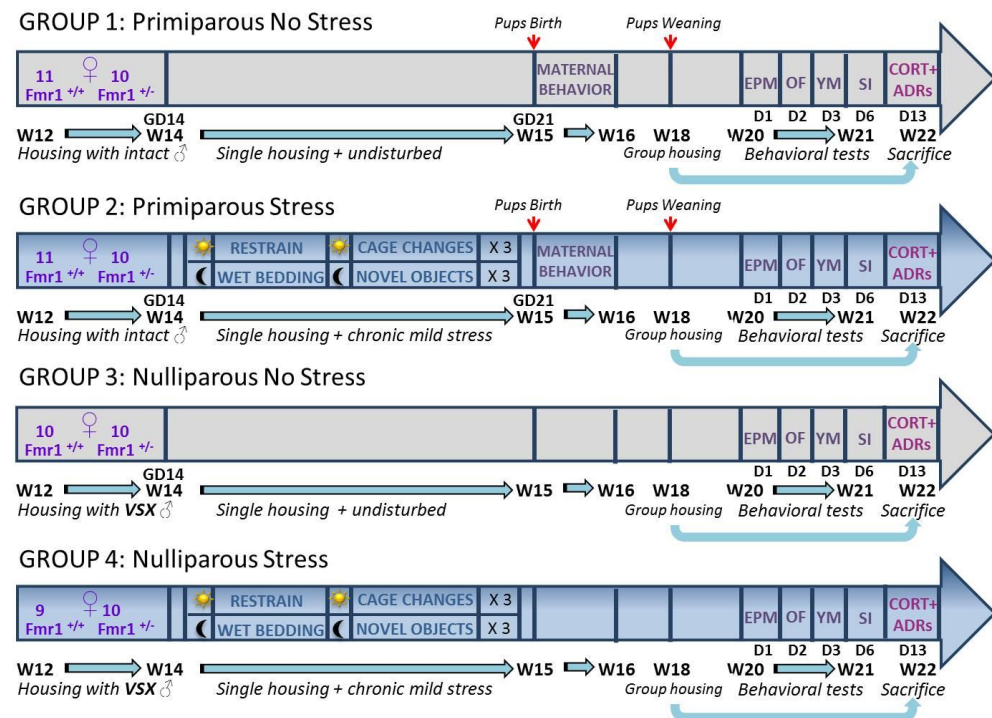 GROUP 1: Primiparous No Stress
Pups Birth Pups Weaning
11 ♀ 10
Fmr1 +/+ Fmr1 +/-
MATERNAL BEHAVIOR
EPM OF YM SI
CORT+ ADRs
GD14 GD21 D1 D2 D3 D6 D13
W12 W14 W15 W16 W18 W20 W21 W22
Housing with intact ♂ Single housing + undisturbed Group housing Behavioral tests Sacrifice
GROUP 2: Primiparous Stress
Pups Birth Pups Weaning
11 ♀ 10
Fmr1 +/+ Fmr1 +/-
RESTRAIN CAGE CHANGES X 3
WET BEDDING NOVEL OBJECTS X 3
MATERNAL BEHAVIOR
EPM OF YM SI
CORT+ ADRs
GD14 GD21 D1 D2 D3 D6 D13
W12 W14 W15 W16 W18 W20 W21 W22
Housing with intact ♂ Single housing + chronic mild stress Group housing Behavioral tests Sacrifice
GROUP 3: Nulliparous No Stress
10 ♀ 10
Fmr1 +/+ Fmr1 +/-
EPM OF YM SI
CORT+ ADRs
GD14 D1 D2 D3 D6 D13
W12 W14 W15 W16 W18 W20 W21 W22
Housing with VSX ♂ Single housing + undisturbed Group housing Behavioral tests Sacrifice
GROUP 4: Nulliparous Stress
9 ♀ 10
Fmr1 +/+ Fmr1 +/-
RESTRAIN CAGE CHANGES X 3
WET BEDDING NOVEL OBJECTS X 3
EPM OF YM SI
CORT+ ADRs
D1 D2 D3 D6 D13
W12 W14 W15 W16 W18 W20 W21 W22
Housing with VSX ♂ Single housing + chronic mild stress Group housing Behavioral tests Sacrifice